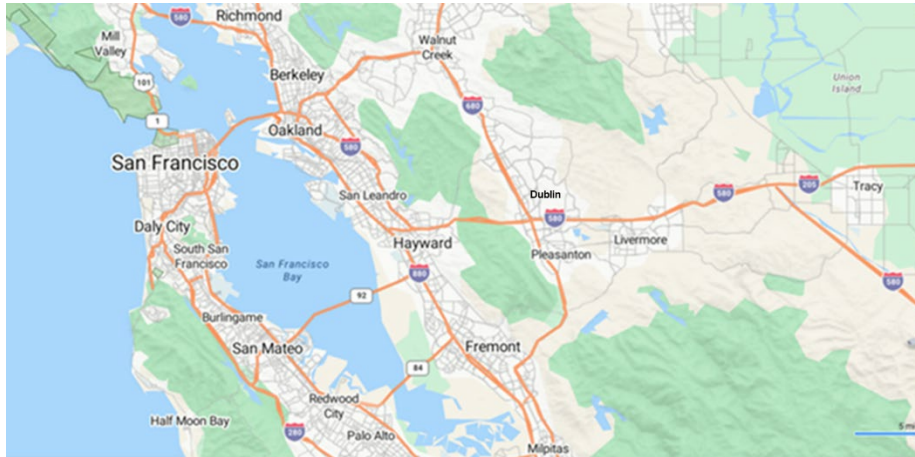 580
Richmond
Mill
Valley
Walnut
Creek
101
Berkeley
Union
Island
680
1
Oakland
580
San Francisco
205
580
Tracy
San Leandro
Dublin
580
Daly City
Hayward
Livermore
South San
Francisco
Pleasanton
San Francisco
Bay
880
580
92
Burlingame
San Mateo
Fremont
84
Redwood
City
Half Moon Bay
280
Palo Alto
5 mi
Milpitas